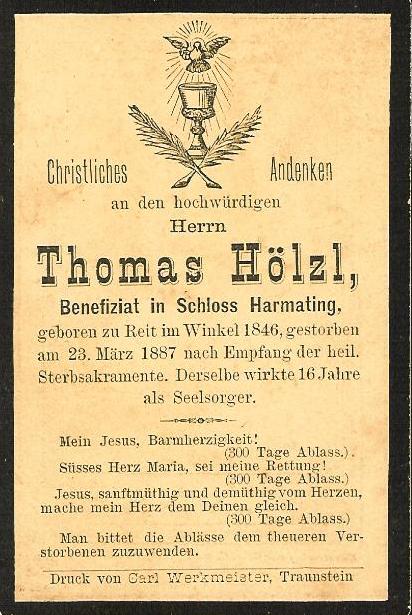 Christliches Andenken
an den hochwürdigen
Herrn
Thomas Hölzl,
Benefiziat in Schloss Harmating,
geboren zu Reit im Winkel 1846, gestorben
am 23. März 1887 nach Empfang der heil.
Sterbsakramente. Derselbe wirkte 16 Jahre
als Seelsorger.
Mein Jesus, Barmherzigkeit!
(300 Tage Ablass.).
Süsses Herz Maria, sei meine Rettung!
(300 Tage Ablass.)
Jesus, sanftmüthig und demüthig vom Herzen,
mache mein Herz dem Deinen gleich.
(300 Tage Ablass.)
Man bittet die Ablässe dem theueren Ver-
storbenen zuzuwenden.
Druck von Carl Werkmeister, Traunstein